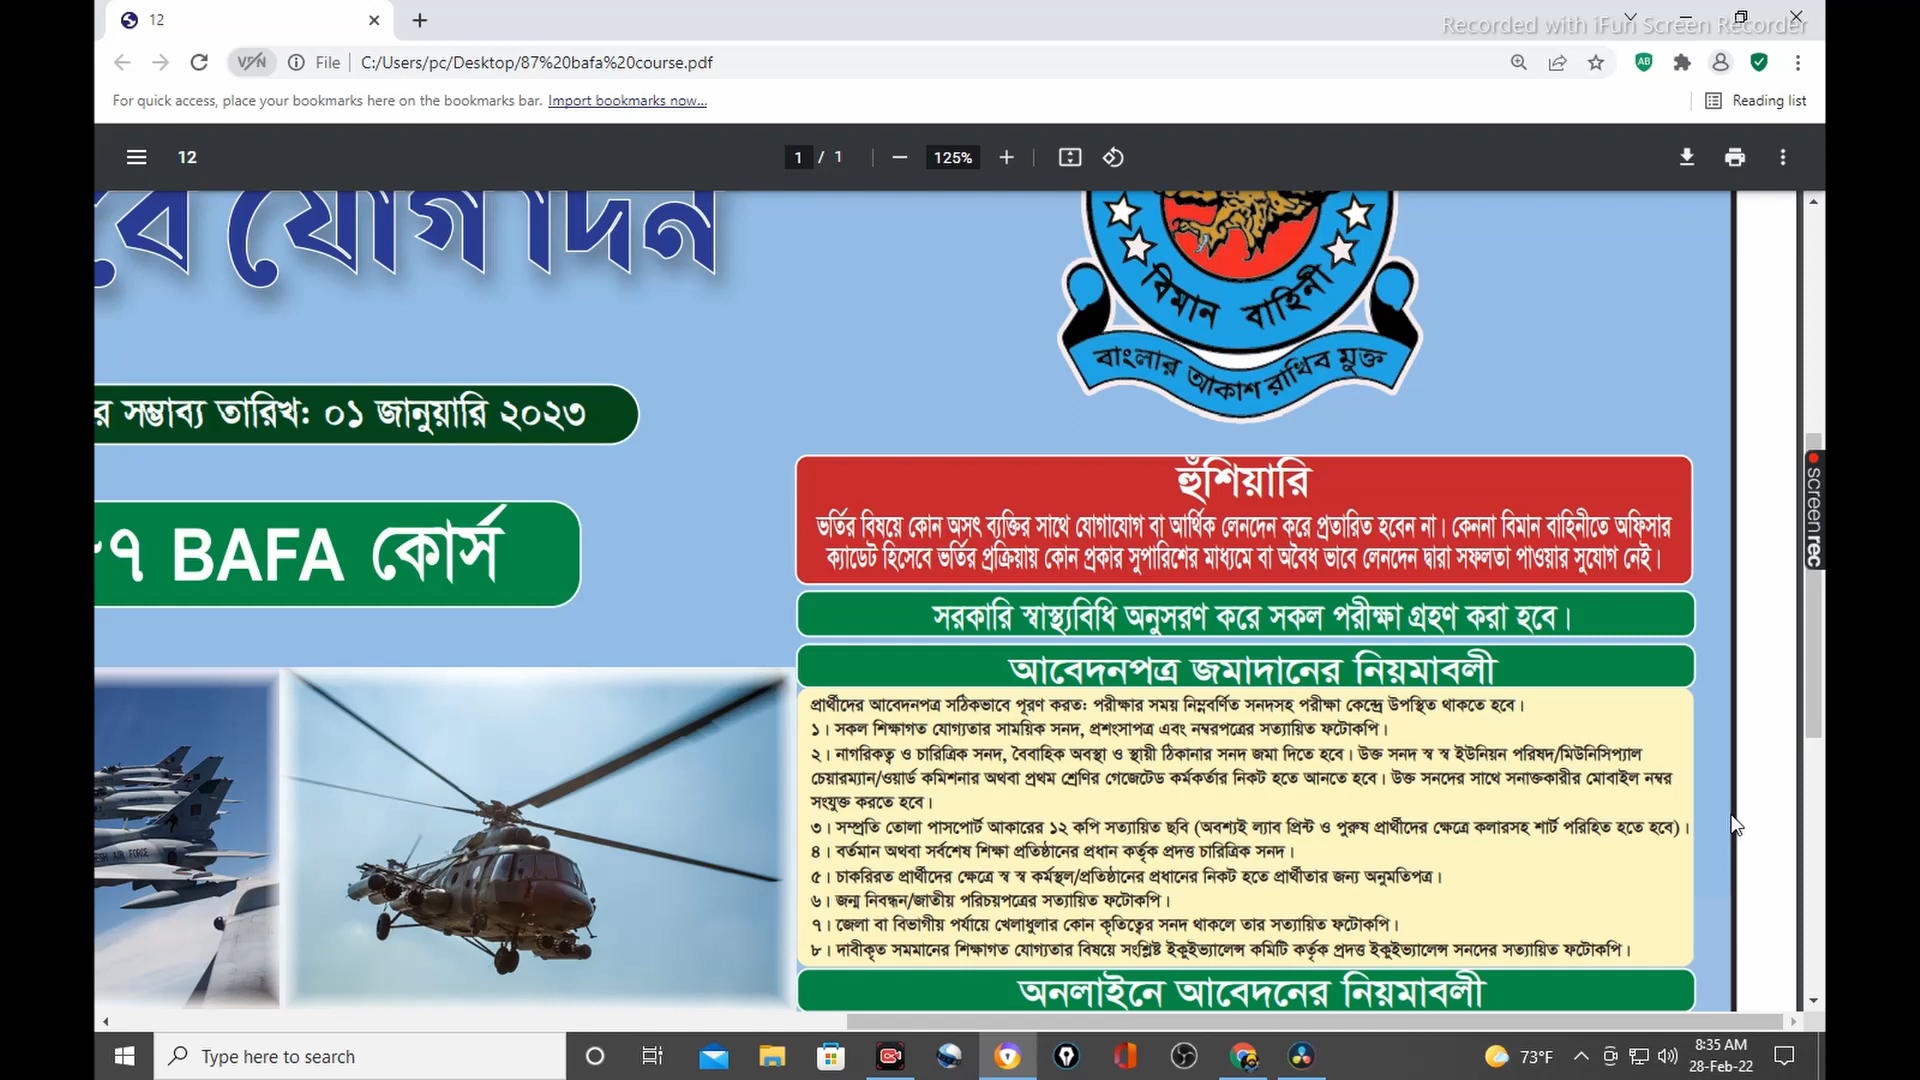 12
Recorded with iFun Screen Recorder
VPN
File
C:/Users/pc/Desktop/87%20bafa%20course.pdf
AB
For quick access, place your bookmarks here on the bookmarks bar. Import bookmarks now...
Reading list
12
1 / 1
125%
বে যোগ দিন
বিমান বাহিনী
বাংলার আকাশ রাখিব মুক্ত
র সম্ভাব্য তারিখ: ০১ জানুয়ারি ২০২৩
৭ BAFA কোর্স
হুঁশিয়ারি
ভর্তির বিষয়ে কোন অসৎ ব্যক্তির সাথে যোগাযোগ বা আর্থিক লেনদেন করে প্রতারিত হবেন না। কেননা বিমান বাহিনীতে অফিসার
ক্যাডেট হিসেবে ভর্তির প্রক্রিয়ায় কোন প্রকার সুপারিশের মাধ্যমে বা অবৈধ ভাবে লেনদেন দ্বারা সফলতা পাওয়ার সুযোগ নেই।
সরকারি স্বাস্থ্যবিধি অনুসরণ করে সকল পরীক্ষা গ্রহণ করা হবে।
আবেদনপত্র জমাদানের নিয়মাবলী
প্রার্থীদের আবেদনপত্র সঠিকভাবে পূরণ করত: পরীক্ষার সময় নিম্নবর্ণিত সনদসহ পরীক্ষা কেন্দ্রে উপস্থিত থাকতে হবে।
১। সকল শিক্ষাগত যোগ্যতার সাময়িক সনদ, প্রশংসাপত্র এবং নম্বরপত্রের সত্যায়িত ফটোকপি।
২। নাগরিকত্ব ও চারিত্রিক সনদ, বৈবাহিক অবস্থা ও স্থায়ী ঠিকানার সনদ জমা দিতে হবে। উক্ত সনদ স্ব স্ব ইউনিয়ন পরিষদ/মিউনিসিপ্যাল
চেয়ারম্যান/ওয়ার্ড কমিশনার অথবা প্রথম শ্রেণির গেজেটেড কর্মকর্তার নিকট হতে আনতে হবে। উক্ত সনদের সাথে সনাক্তকারীর মোবাইল নম্বর
সংযুক্ত করতে হবে।
৩। সম্প্রতি তোলা পাসপোর্ট আকারের ১২ কপি সত্যায়িত ছবি (অবশ্যই ল্যাব প্রিন্ট ও পুরুষ প্রার্থীদের ক্ষেত্রে কলারসহ শার্ট পরিহিত হতে হবে)।
৪। বর্তমান অথবা সর্বশেষ শিক্ষা প্রতিষ্ঠানের প্রধান কর্তৃক প্রদত্ত চারিত্রিক সনদ।
৫। চাকরিরত প্রার্থীদের ক্ষেত্রে স্ব স্ব কর্মস্থল/প্রতিষ্ঠানের প্রধানের নিকট হতে প্রার্থীতার জন্য অনুমতিপত্র।
৬। জন্ম নিবন্ধন/জাতীয় পরিচয়পত্রের সত্যায়িত ফটোকপি।
৭। জেলা বা বিভাগীয় পর্যায়ে খেলাধুলার কোন কৃতিত্বের সনদ থাকলে তার সত্যায়িত ফটোকপি।
৮। দাবীকৃত সমমানের শিক্ষাগত যোগ্যতার বিষয়ে সংশ্লিষ্ট ইকুইভ্যালেন্স কমিটি কর্তৃক প্রদত্ত ইকুইভ্যালেন্স সনদের সত্যায়িত ফটোকপি।
অনলাইনে আবেদনের নিয়মাবলী
AIR FORCE
screenrec
Type here to search
73°F
8:35 AM
28-Feb-22